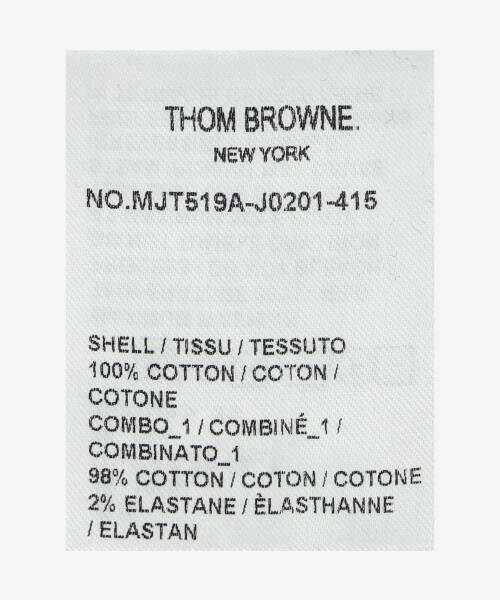 THOM BROWNE.
NEW YORK
NO.MJT519A-J0201-415
SHELL / TISSU / TESSUTO
100% COTTON / COTON /
COTONE
COMBO_1 / COMBINÉ_1 /
COMBINATO_1
98% COTTON / COTON / COTONE
2% ELASTANE / ÈLASTHANNE
/ ELASTAN